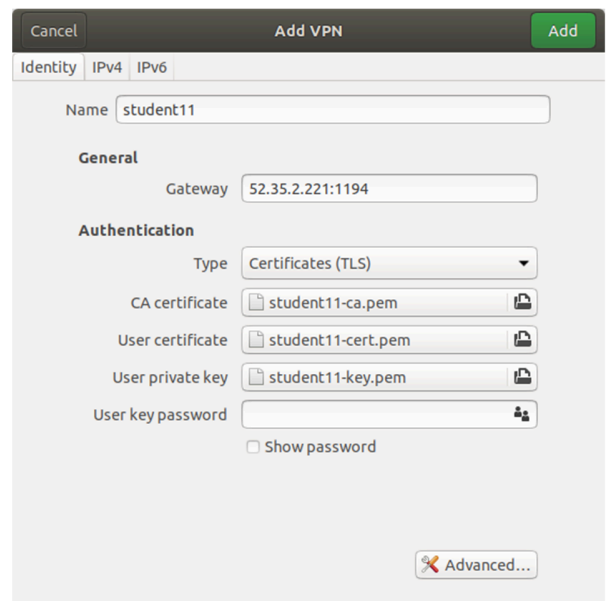 Cancel Add VPN Add
Identity IPv4 IPv6
Name student11
General
Gateway 52.35.2.221:1194
Authentication
Type Certificates (TLS)
CA certificate student11-ca.pem
User certificate student11-cert.pem
User private key student11-key.pem
User key password
Show password
Advanced...